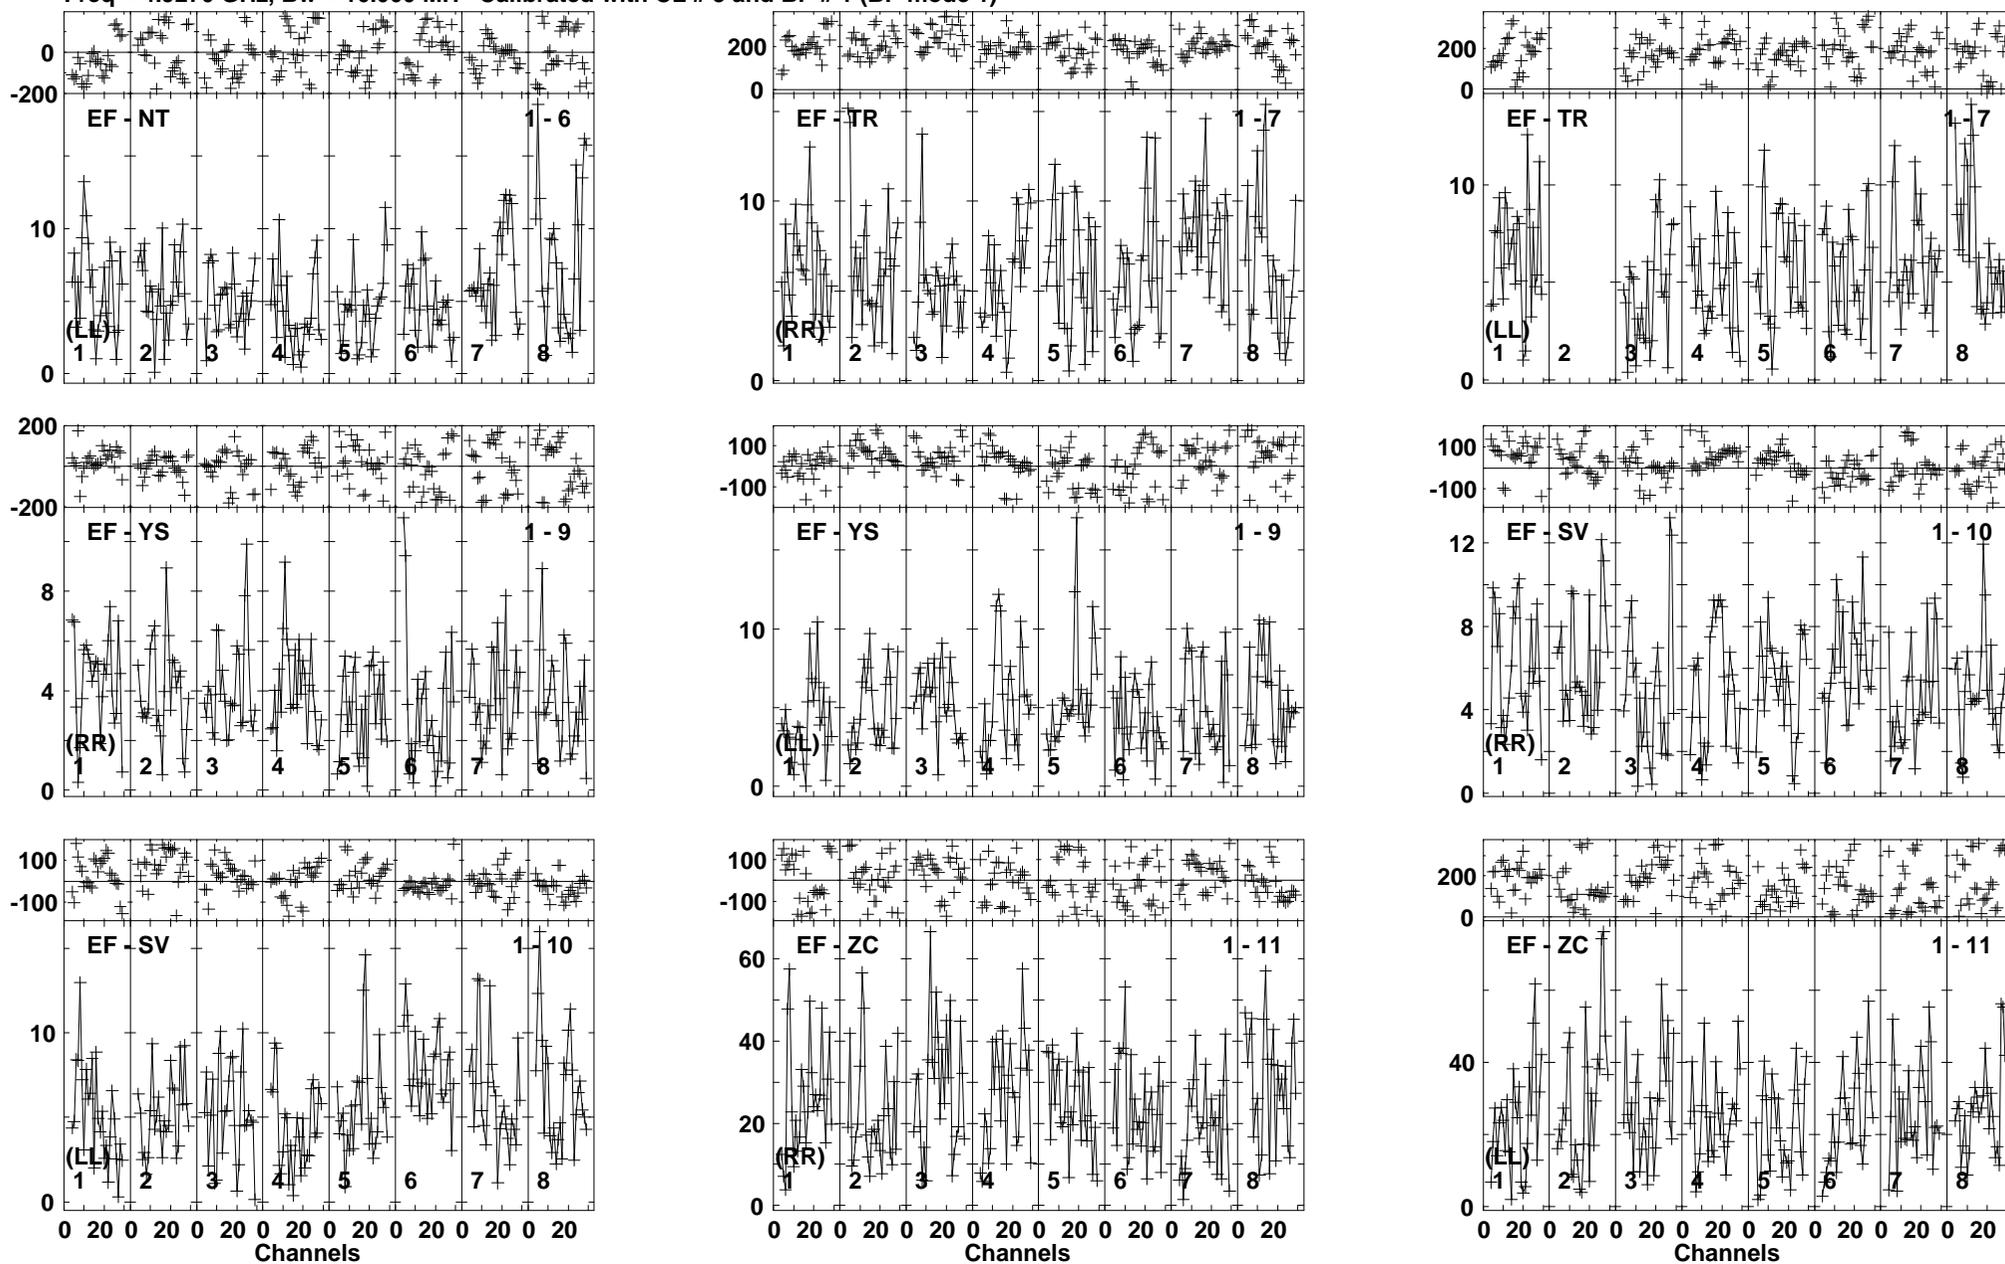 0 200 200
-200 0 0
EF - NT 1 - 6 EF - TR 1 - 7 EF - TR 1 - 7
10 10 10
(LL) (RR) (LL)
1 2 3 4 5 6 7 8 1 2 3 4 5 6 7 8 1 2 3 4 5 6 7 8
0 0 0
200 100 100
-200 -100 -100
EF - YS 1 - 9 EF - YS 1 - 9 EF - SV 1 - 10
12
8 10 8
4 4
(RR) (LL) (RR)
1 2 3 4 5 6 7 8 1 2 3 4 5 6 7 8 1 2 3 4 5 6 7 8
0 0 0
100 100 200
-100 -100 0
EF - SV 1 - 10 EF - ZC 1 - 11 EF - ZC 1 - 11
60
10 40 40
20
(LL) (RR) (LL)
1 2 3 4 5 6 7 8 1 2 3 4 5 6 7 8 1 2 3 4 5 6 7 8
0 0 0
0 20 0 20 0 20 0 20 0 20 0 20 0 20 0 20 0 20 0 20 0 20 0 20 0 20 0 20 0 20 0 20 0 20 0 20 0 20 0 20 0 20 0 20 0 20 0 20
Channels Channels Channels